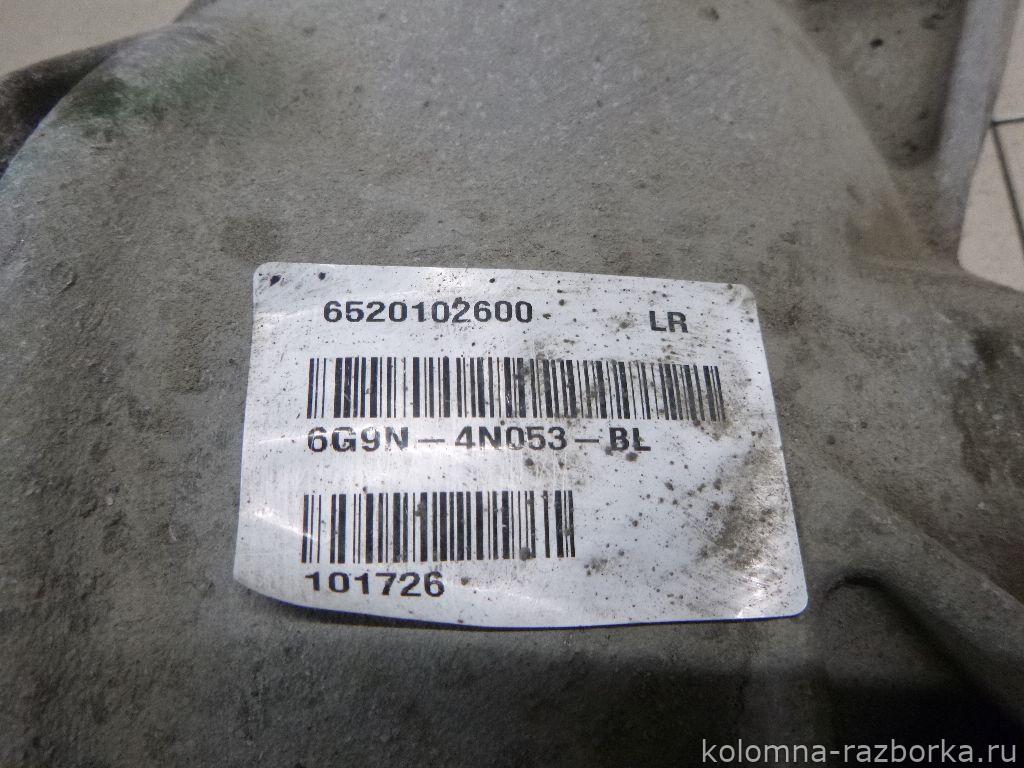 6520102600
LR
6G9N-4N053-BL
101726
kolomna-razborka.ru